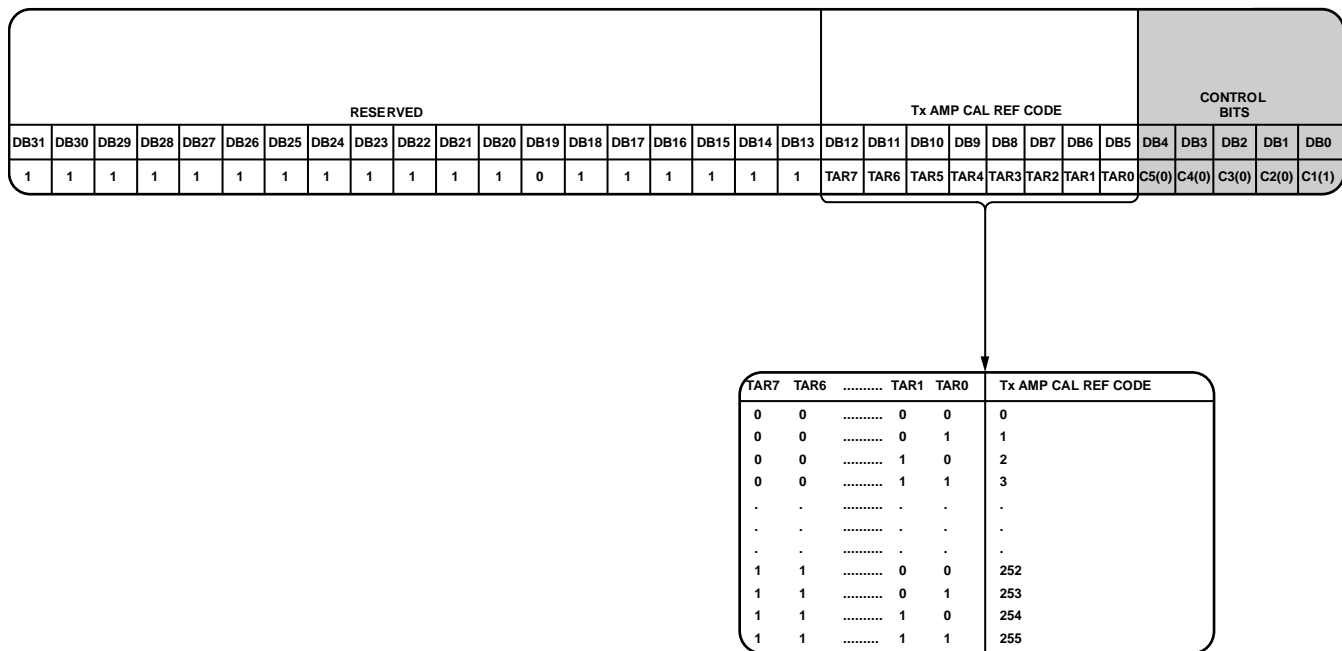 RESERVED Tx AMP CAL REF CODE CONTROL
BITS
DB31 DB30 DB29 DB28 DB27 DB26 DB25 DB24 DB23 DB22 DB21 DB20 DB19 DB18 DB17 DB16 DB15 DB14 DB13 DB12 DB11 DB10 DB9 DB8 DB7 DB6 DB5 DB4 DB3 DB2 DB1 DB0
1 1 1 1 1 1 1 1 1 1 1 1 0 1 1 1 1 1 1 TAR7 TAR6 TAR5 TAR4 TAR3 TAR2 TAR1 TAR0 C5(0) C4(0) C3(0) C2(0) C1(1)
TAR7 TAR6 .......... TAR1 TAR0 Tx AMP CAL REF CODE
0 0 .......... 0 0 0
0 0 .......... 0 1 1
0 0 .......... 1 0 2
0 0 .......... 1 1 3
. . .......... . . .
. . .......... . . .
. . .......... . . .
1 1 .......... 0 0 252
1 1 .......... 0 1 253
1 1 .......... 1 0 254
1 1 ......... 1 1 255